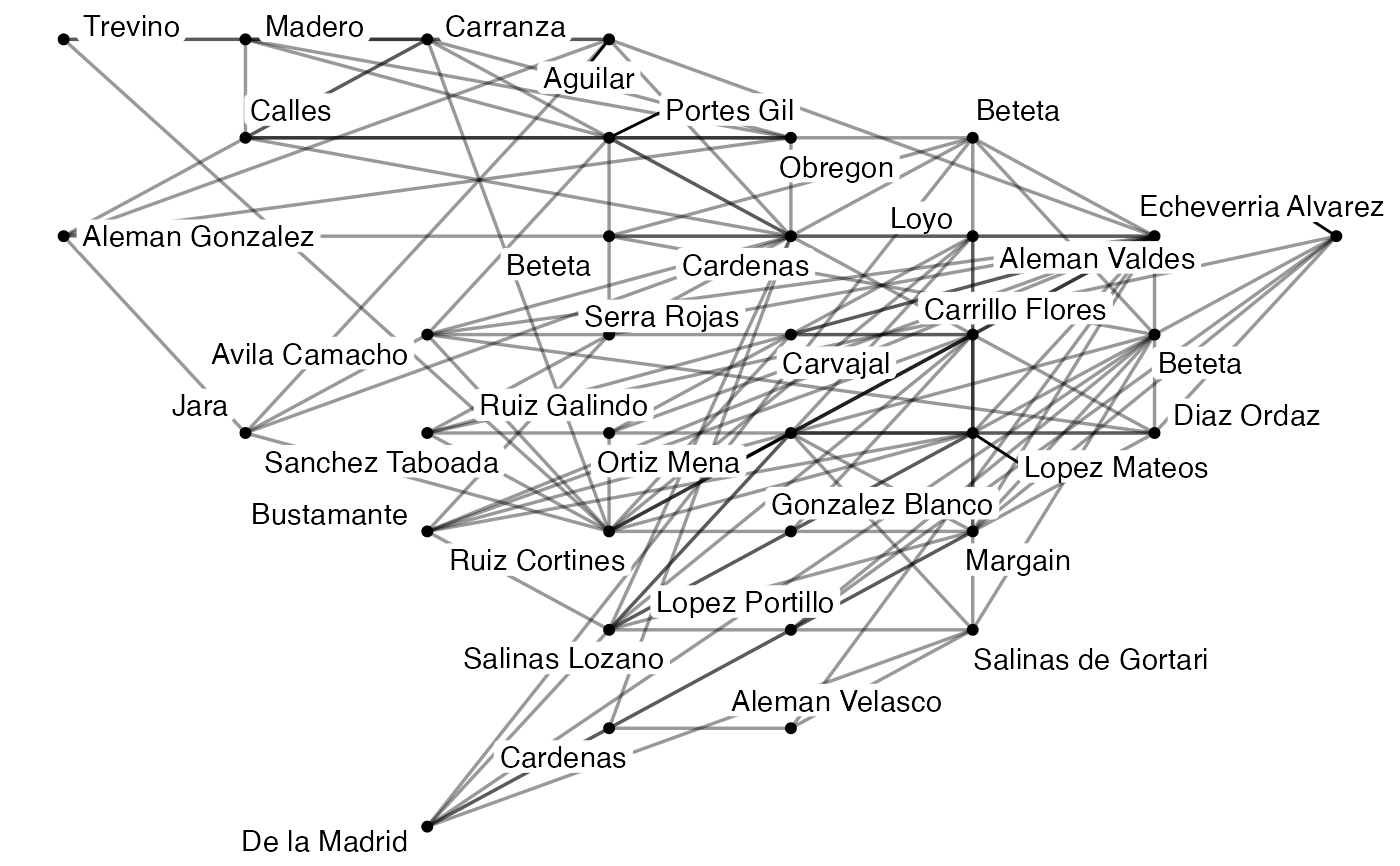 Trevino
Madero
Carranza
Aguilar
Calles
Portes Gil
Beteta
Obregon
Echeverria Alvarez
Loyo
Aleman Gonzalez
Beteta
Cardenas
Aleman Valdes
Serra Rojas
Carrillo Flores
Avila Camacho
Carvajal
Beteta
Jara
Ruiz Galindo
Diaz Ordaz
Sanchez Taboada
Ortiz Mena
Lopez Mateos
Bustamante
Gonzalez Blanco
Ruiz Cortines
Margain
Lopez Portillo
Salinas Lozano
Salinas de Gortari
Aleman Velasco
Cardenas
De la Madrid